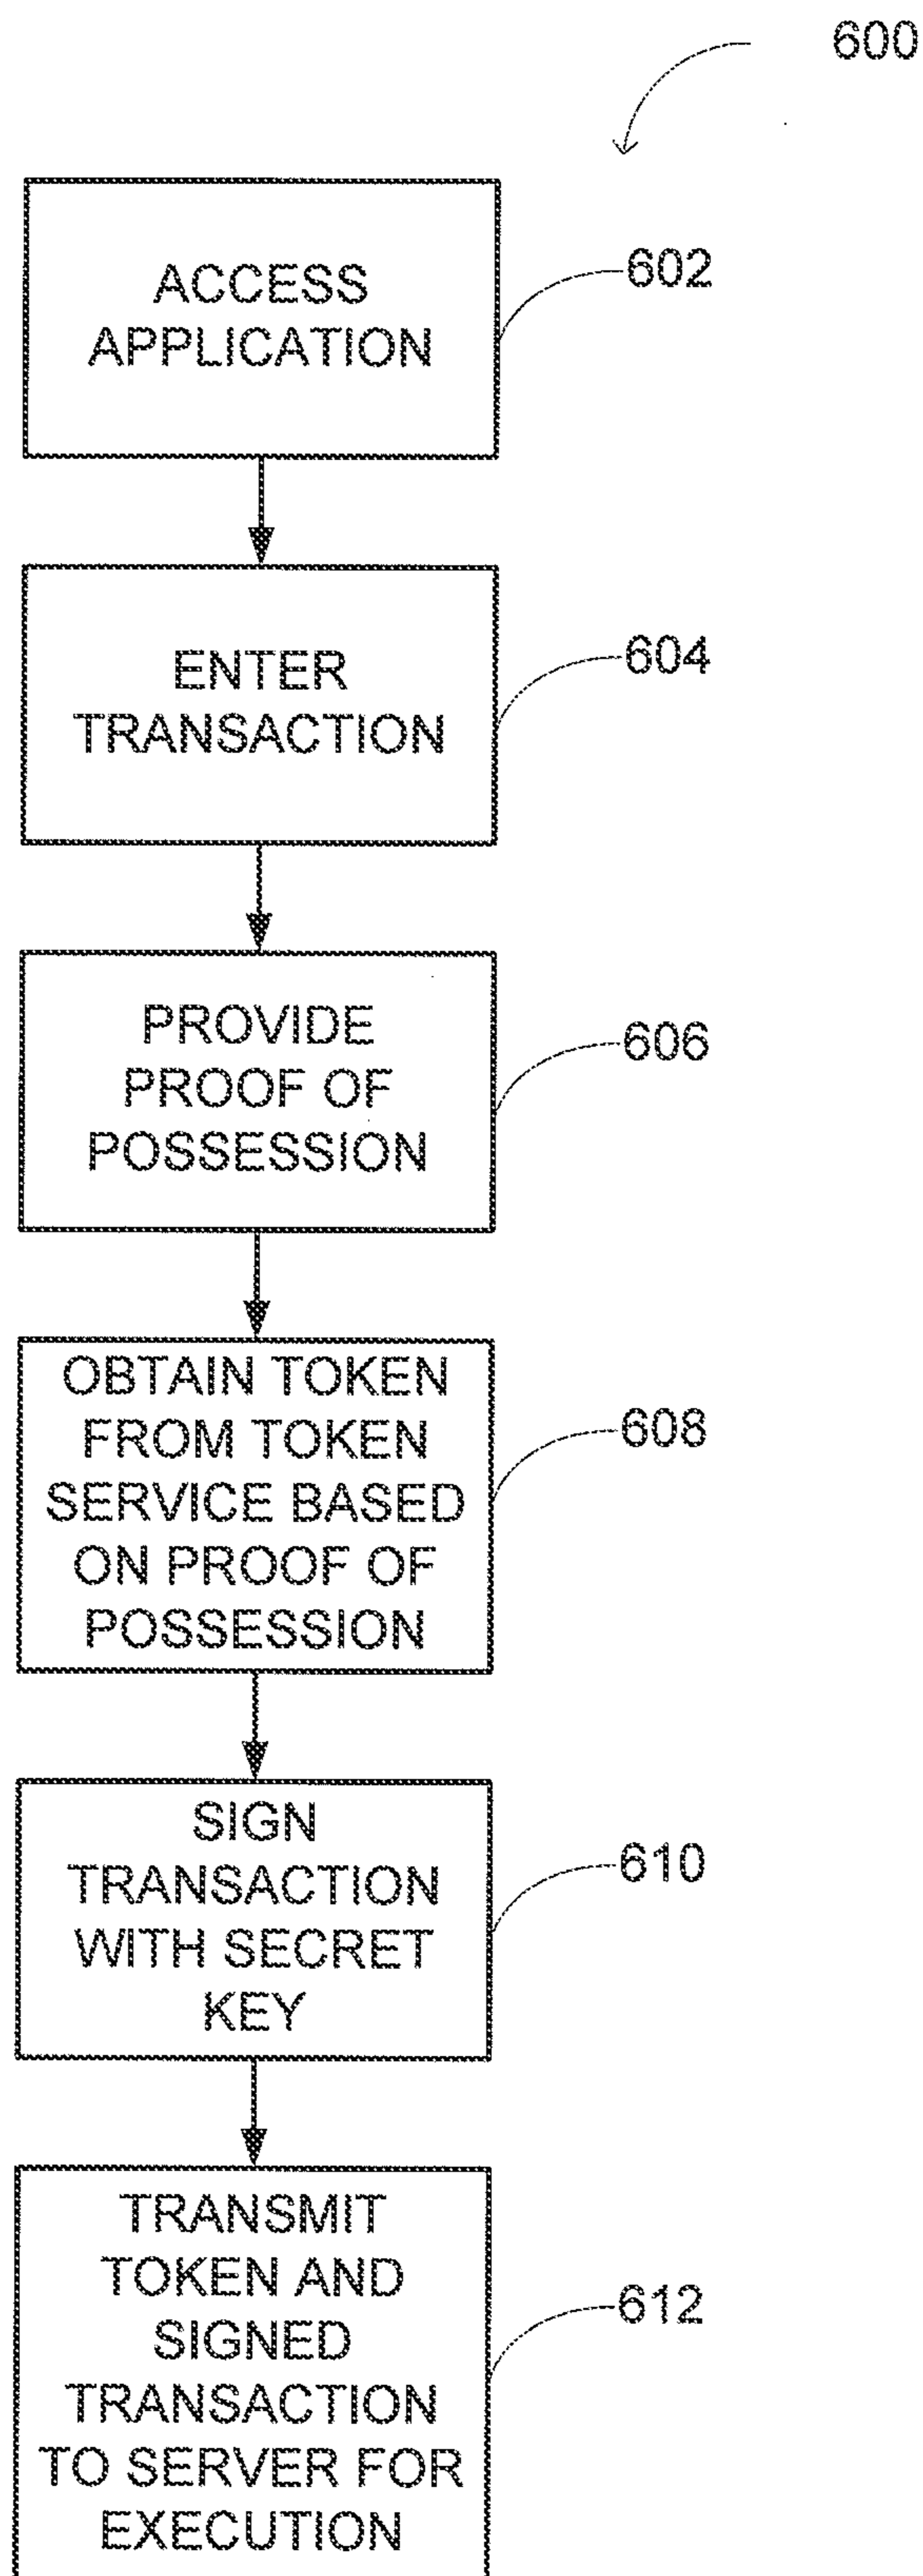 600
ACCESS
APPLICATION
602
ENTER
TRANSACTION
604
PROVIDE
PROOF OF
POSSESSION
606
OBTAIN TOKEN
FROM TOKEN
SERVICE BASED
ON PROOF OF
POSSESSION
608
SIGN
TRANSACTION
WITH SECRET
KEY
610
TRANSMIT
TOKEN AND
SIGNED
TRANSACTION
TO SERVER FOR
EXECUTION
612